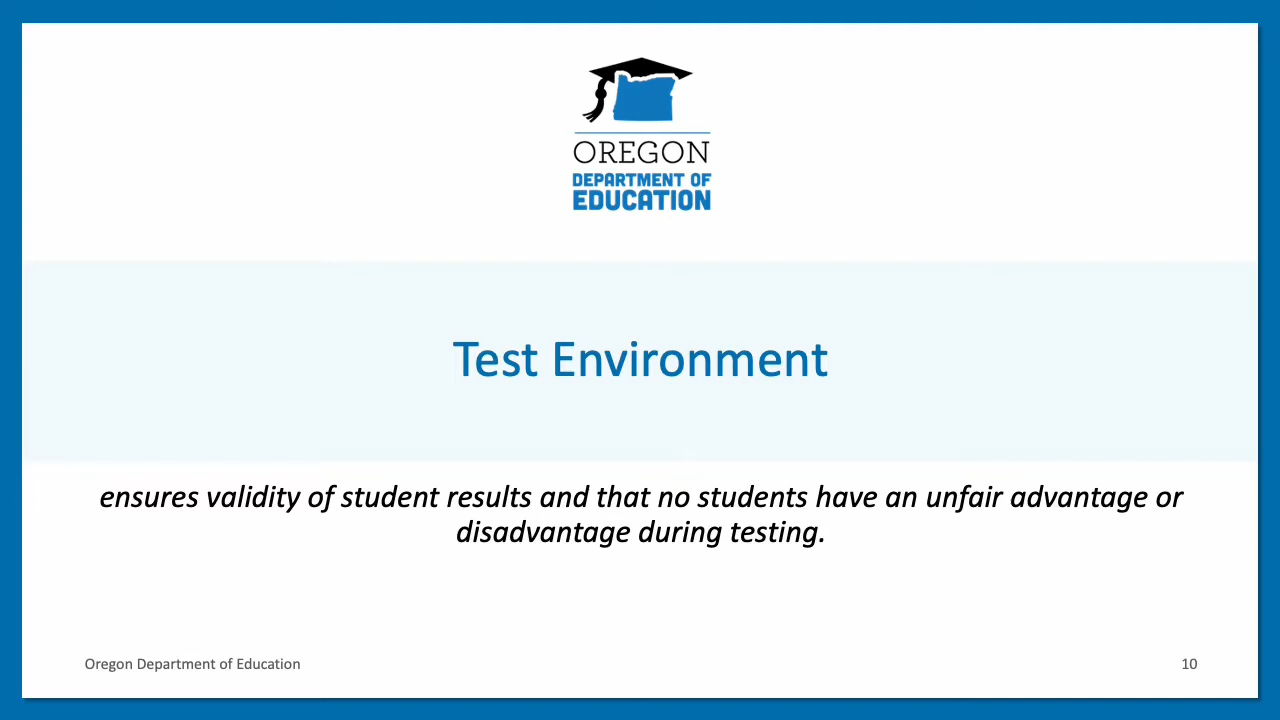 OREGON
DEPARTMENT OF
EDUCATION
Test Environment
ensures validity of student results and that no students have an unfair advantage or
disadvantage during testing.
Oregon Department of Education
10